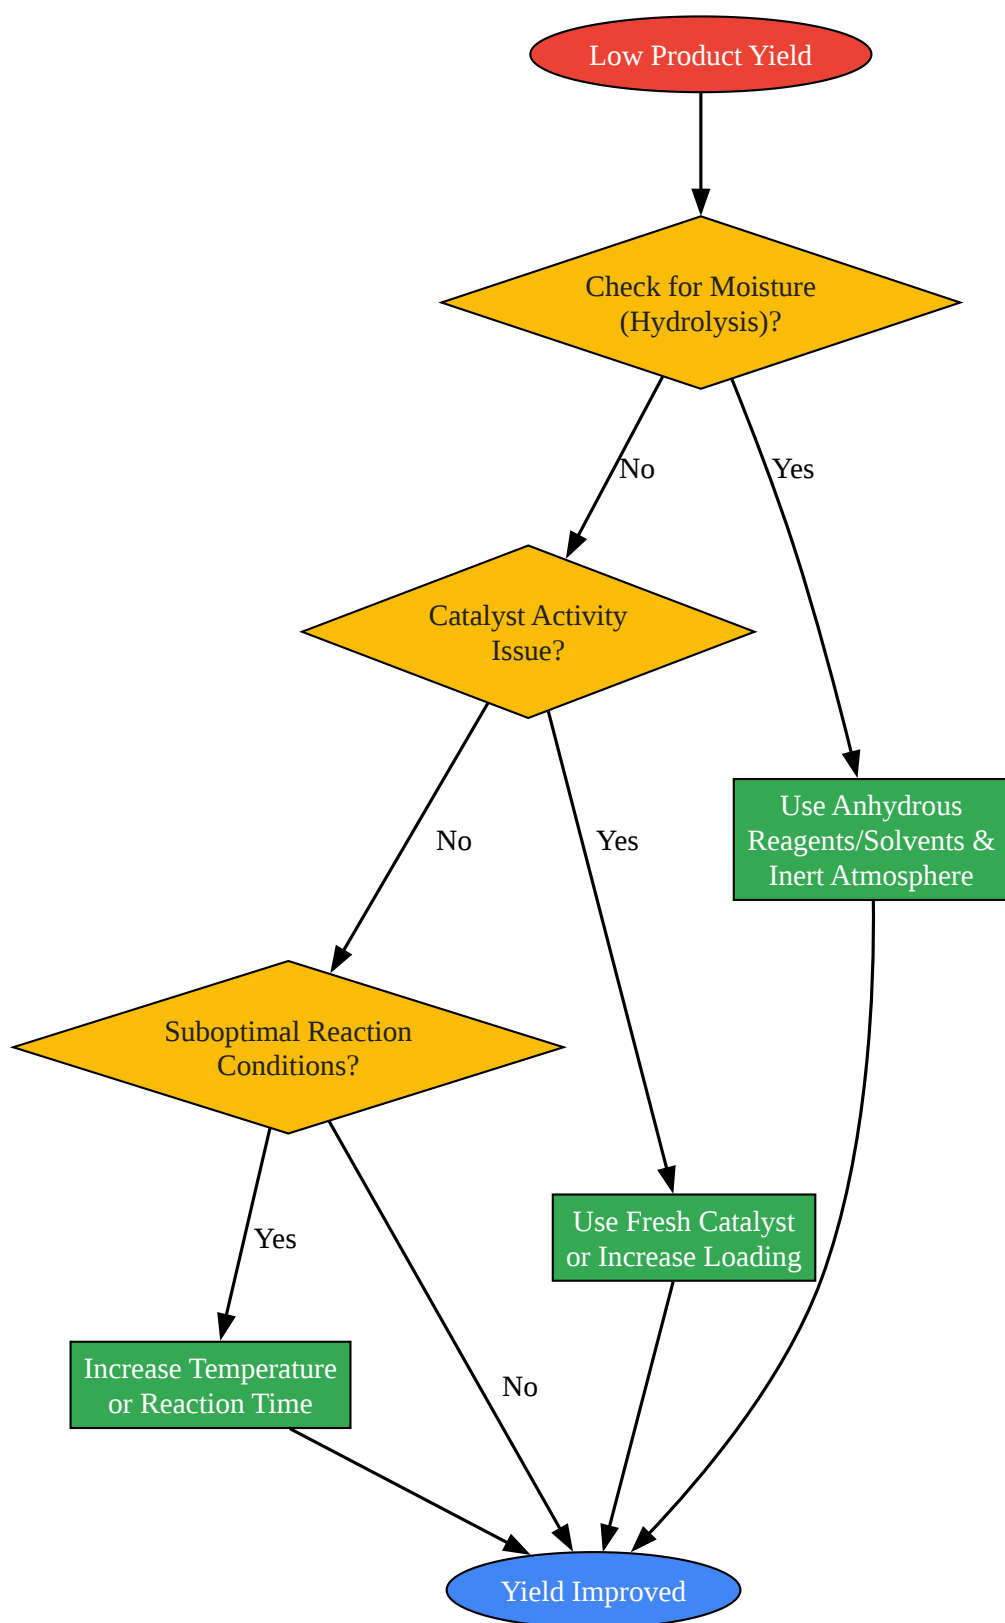 Low Product Yield
Check for Moisture
(Hydrolysis)?
No
Yes
Catalyst Activity
Issue?
Use Anhydrous
Reagents/Solvents &
Inert Atmosphere
No
Yes
Suboptimal Reaction
Conditions?
Use Fresh Catalyst
or Increase Loading
Yes
Increase Temperature
or Reaction Time
No
Yield Improved